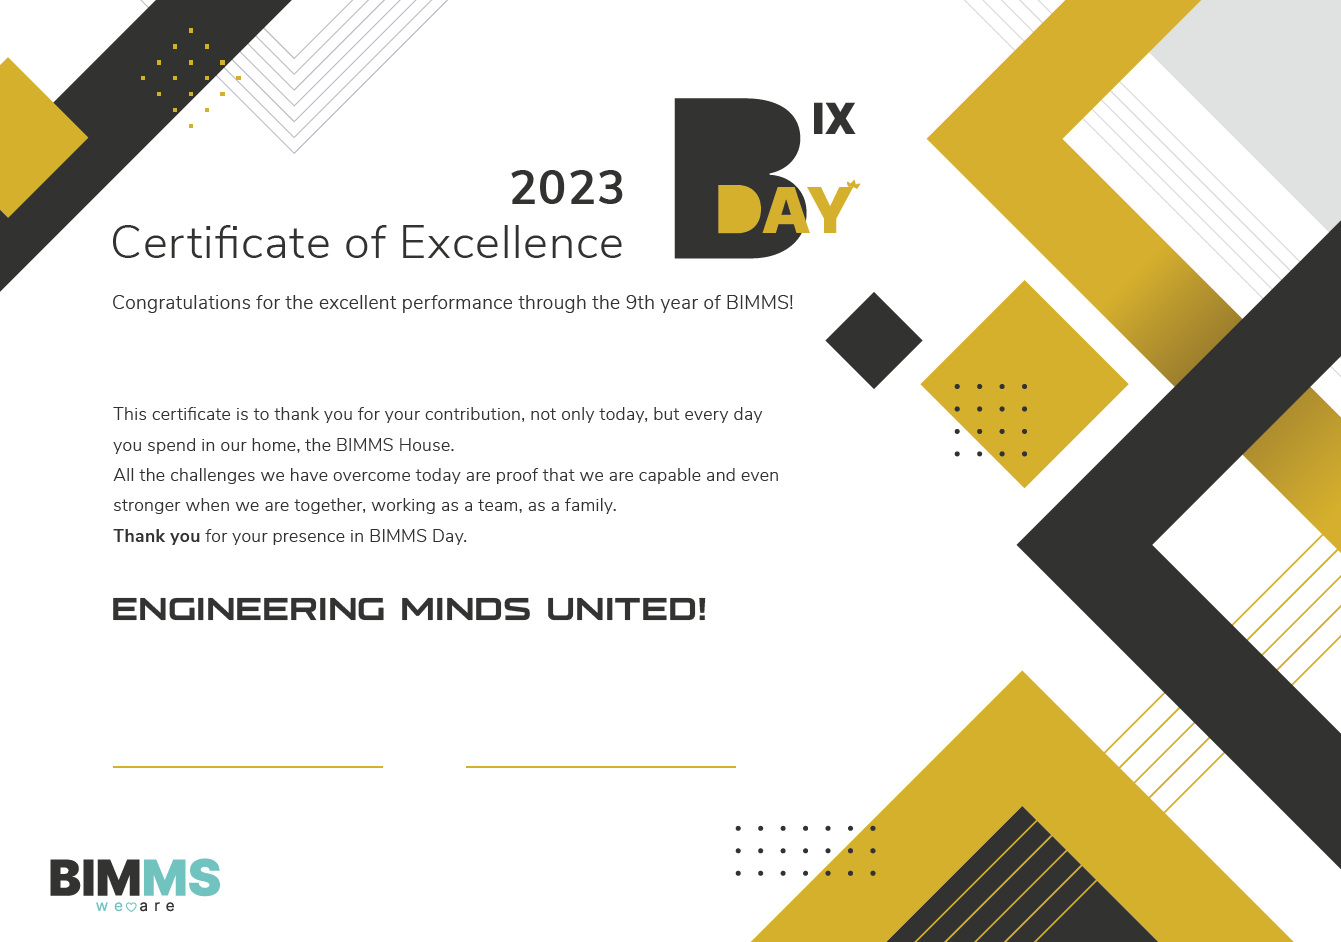 B IX
DAY
2023
Certificate of Excellence
Congratulations for the excellent performance through the 9th year of BIMMS!
This certificate is to thank you for your contribution, not only today, but every day
you spend in our home, the BIMMS House.
All the challenges we have overcome today are proof that we are capable and even
stronger when we are together, working as a team, as a family.
Thank you for your presence in BIMMS Day.
ENGINEERING MINDS UNITED!
BIMMS
we♡are